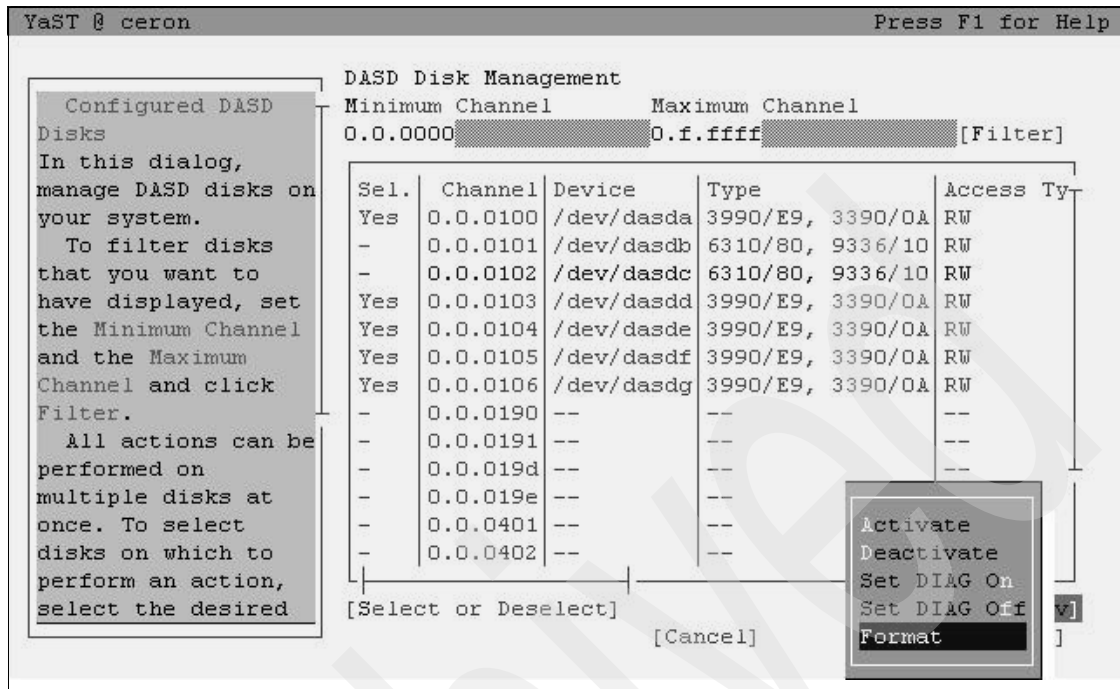 YaST @ ceron Press F1 for Help
Configured DASD
Disks
In this dialog,
manage DASD disks on
your system.
To filter disks
that you want to
have displayed, set
the Minimum Channel
and the Maximum
Channel and click
Filter.
All actions can be
performed on
multiple disks at
once. To select
disks on which to
perform an action,
select the desired
DASD Disk Management
Minimum Channel Maximum Channel
0.0.0000 0.f.ffff [Filter]
Sel. Channel Device Type Access Ty
Yes 0.0.0100 /dev/dasda 3990/E9, 3390/0A RW
- 0.0.0101 /dev/dasdb 6310/80, 9336/10 RW
- 0.0.0102 /dev/dasdc 6310/80, 9336/10 RW
Yes 0.0.0103 /dev/dasdd 3990/E9, 3390/0A RW
Yes 0.0.0104 /dev/dasde 3990/E9, 3390/0A RW
Yes 0.0.0105 /dev/dasdf 3990/E9, 3390/0A RW
Yes 0.0.0106 /dev/dasdg 3990/E9, 3390/0A RW
- 0.0.0190 -- -- --
- 0.0.0191 -- -- --
- 0.0.019d -- -- --
- 0.0.019e -- --
- 0.0.0401 -- --
- 0.0.0402 -- --
[Select or Deselect] v]
[Cancel] ]
Activate
Deactivate
Set DIAG On
Set DIAG Off
Format